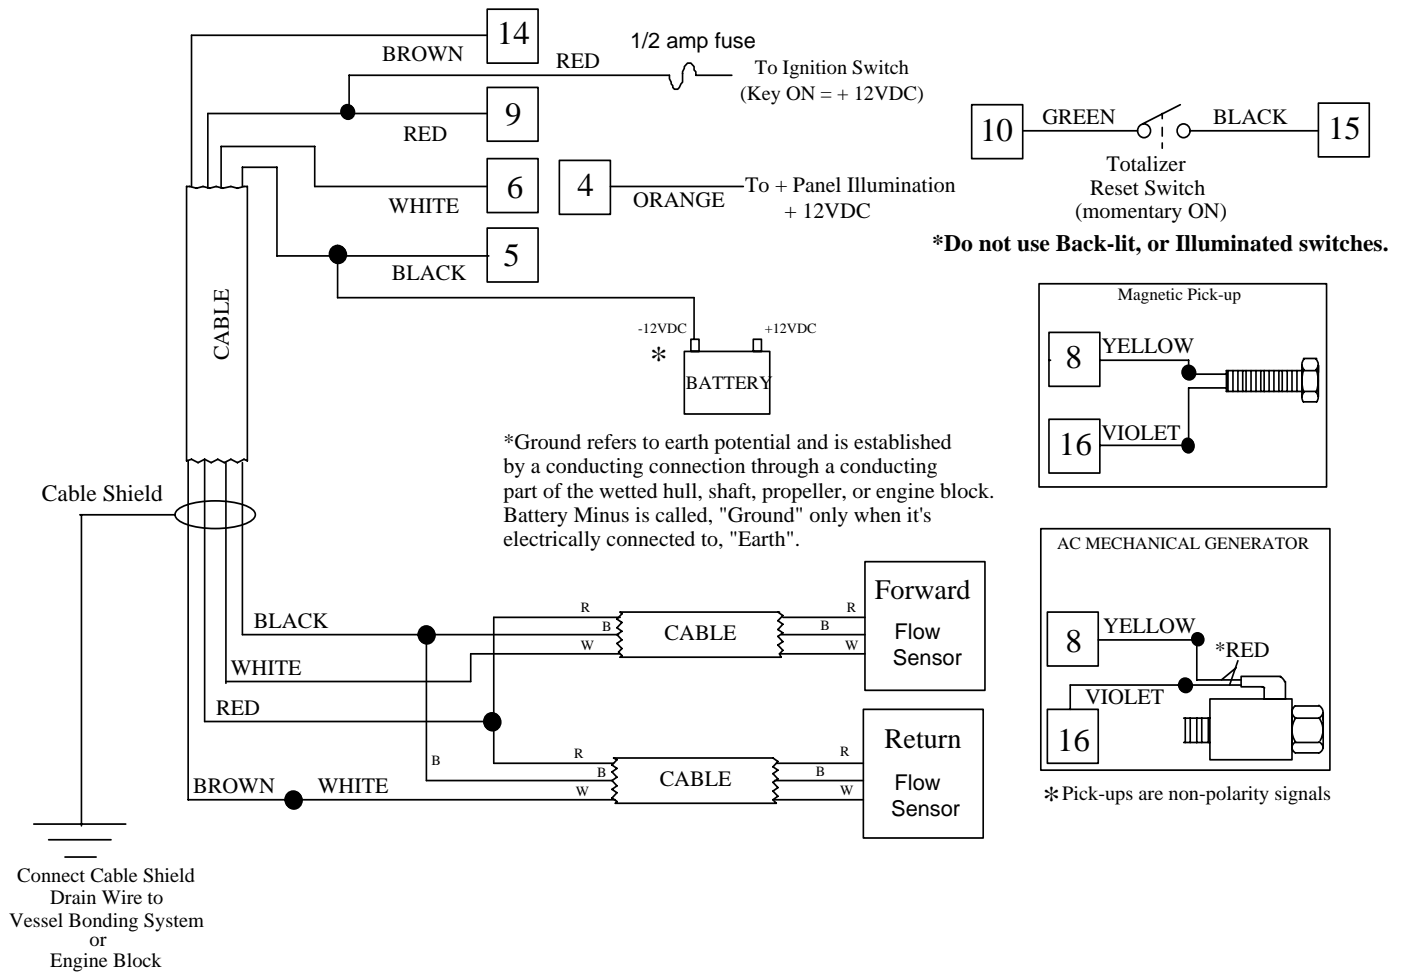 14
BROWN
1/2 amp fuse
RED
To Ignition Switch
(Key ON = + 12VDC)
9
RED
10
GREEN
BLACK
15
Totalizer
Reset Switch
(momentary ON)
*Do not use Back-lit, or Illuminated switches.
6
WHITE
4
ORANGE
To + Panel Illumination
+ 12VDC
5
BLACK
CABLE
-12VDC
+12VDC
*
BATTERY
Magnetic Pick-up
8
YELLOW
16
VIOLET
*Ground refers to earth potential and is established
by a conducting connection through a conducting
part of the wetted hull, shaft, propeller, or engine block.
Battery Minus is called, "Ground" only when it's
electrically connected to, "Earth".
Cable Shield
AC MECHANICAL GENERATOR
8
YELLOW
*RED
VIOLET
16
*Pick-ups are non-polarity signals
BLACK
WHITE
RED
BROWN
WHITE
R
B
W
CABLE
R
B
W
Forward
Flow
Sensor
B
R
B
W
CABLE
R
B
W
Return
Flow
Sensor
Connect Cable Shield
Drain Wire to
Vessel Bonding System
or
Engine Block